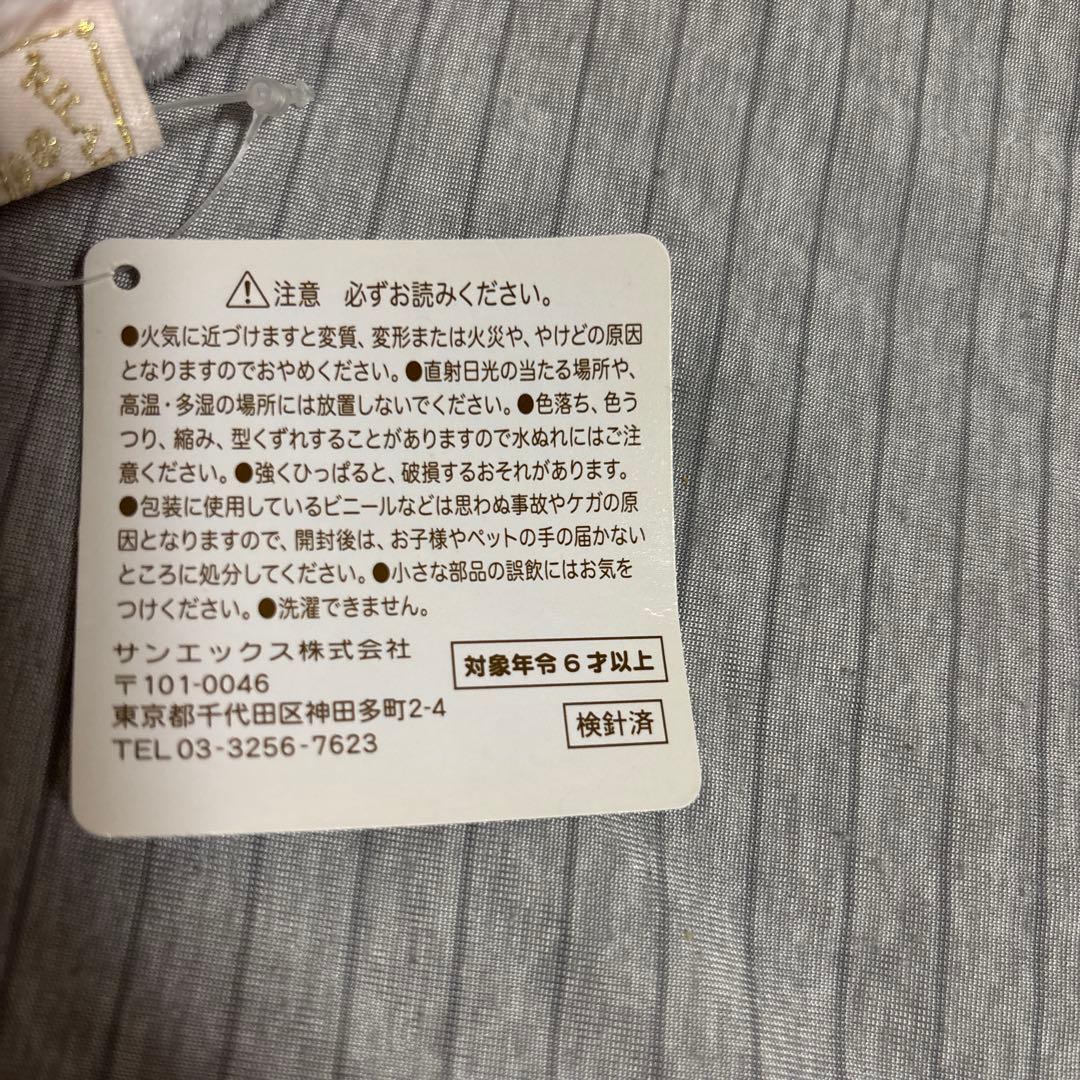 ⚠注意 必ずお読みください。
●火気に近づけますと変質、変形または火災や、やけどの原因
となりますのでおやめください。●直射日光の当たる場所や、
高温・多湿の場所には放置しないでください。●色落ち、色う
つり、縮み、型くずれすることがありますので水ぬれにはご注
意ください。●強くひっぱると、破損するおそれがあります。
●包装に使用しているビニールなどは思わぬ事故やケガの原
因となりますので、開封後は、お子様やペットの手の届かない
ところに処分してください。●小さな部品の誤飲にはお気を
つけください。●洗濯できません。
サンエックス株式会社
〒101-0046
東京都千代田区神田多町2-4
TEL 03-3256-7623
対象年令6才以上
検針済